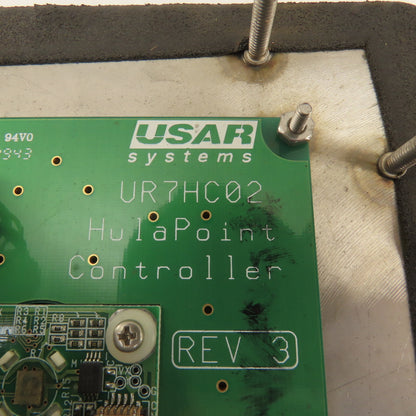 94V0
USAR
systems
UR7HC02
HulaPoint
Controller
REV 3